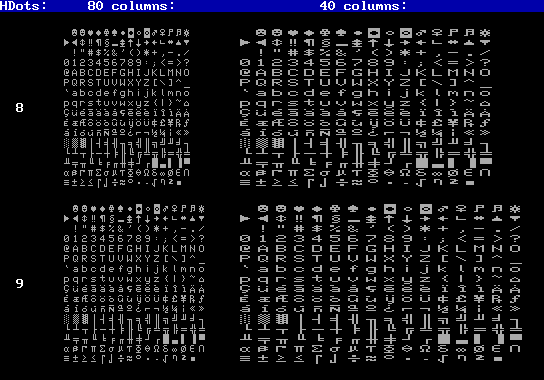 HDots: 80 columns: 40 columns:
8
☺☻♥♦♣♠•◘○◙♂♀♪♫☼
►◄↕‼¶§▬↨↑↓→←∟↔▲▼
!"#$%&'()*+,-./
0123456789:;<=>?
@ABCDEFGHIJKLMNO
PQRSTUVWXYZ[\]^_
`abcdefghijklmno
pqrstuvwxyz{|}~⌂
ÇüéâäàåçêëèïîìÄÅ
ÉæÆôöòûùÿÖÜ¢£¥₧ƒ
áíóúñÑªº¿⌐¬½¼¡«»
░▒▓│┤╡╢╖╕╣║╗╝╜╛┐
└┴┬├─┼╞╟╚╔╩╦╠═╬╧
╨╤╥╙╘╒╓╫╪┘┌█▄▌▐▀
αßΓπΣσµτΦΘΩδ∞φε∩
≡±≥≤⌠⌡÷≈°∙·√ⁿ²■
☺☻♥♦♣♠•◘○◙♂♀♪♫☼
►◄↕‼¶§▬↨↑↓→←∟↔▲▼
!"#$%&'()*+,-./
0123456789:;<=>?
@ABCDEFGHIJKLMNO
PQRSTUVWXYZ[\]^_
`abcdefghijklmno
pqrstuvwxyz{|}~⌂
ÇüéâäàåçêëèïîìÄÅ
ÉæÆôöòûùÿÖÜ¢£¥₧ƒ
áíóúñÑªº¿⌐¬½¼¡«»
░▒▓│┤╡╢╖╕╣║╗╝╜╛┐
└┴┬├─┼╞╟╚╔╩╦╠═╬╧
╨╤╥╙╘╒╓╫╪┘┌█▄▌▐▀
αßΓπΣσµτΦΘΩδ∞φε∩
≡±≥≤⌠⌡÷≈°∙·√ⁿ²■
9
☺☻♥♦♣♠•◘○◙♂♀♪♫☼
►◄↕‼¶§▬↨↑↓→←∟↔▲▼
!"#$%&'()*+,-./
0123456789:;<=>?
@ABCDEFGHIJKLMNO
PQRSTUVWXYZ[\]^_
`abcdefghijklmno
pqrstuvwxyz{|}~⌂
ÇüéâäàåçêëèïîìÄÅ
ÉæÆôöòûùÿÖÜ¢£¥₧ƒ
áíóúñÑªº¿⌐¬½¼¡«»
░▒▓│┤╡╢╖╕╣║╗╝╜╛┐
└┴┬├─┼╞╟╚╔╩╦╠═╬╧
╨╤╥╙╘╒╓╫╪┘┌█▄▌▐▀
αßΓπΣσµτΦΘΩδ∞φε∩
≡±≥≤⌠⌡÷≈°∙·√ⁿ²■
☺☻♥♦♣♠•◘○◙♂♀♪♫☼
►◄↕‼¶§▬↨↑↓→←∟↔▲▼
!"#$%&'()*+,-./
0123456789:;<=>?
@ABCDEFGHIJKLMNO
PQRSTUVWXYZ[\]^_
`abcdefghijklmno
pqrstuvwxyz{|}~⌂
ÇüéâäàåçêëèïîìÄÅ
ÉæÆôöòûùÿÖÜ¢£¥₧ƒ
áíóúñÑªº¿⌐¬½¼¡«»
░▒▓│┤╡╢╖╕╣║╗╝╜╛┐
└┴┬├─┼╞╟╚╔╩╦╠═╬╧
╨╤╥╙╘╒╓╫╪┘┌█▄▌▐▀
αßΓπΣσµτΦΘΩδ∞φε∩
≡±≥≤⌠⌡÷≈°∙·√ⁿ²■